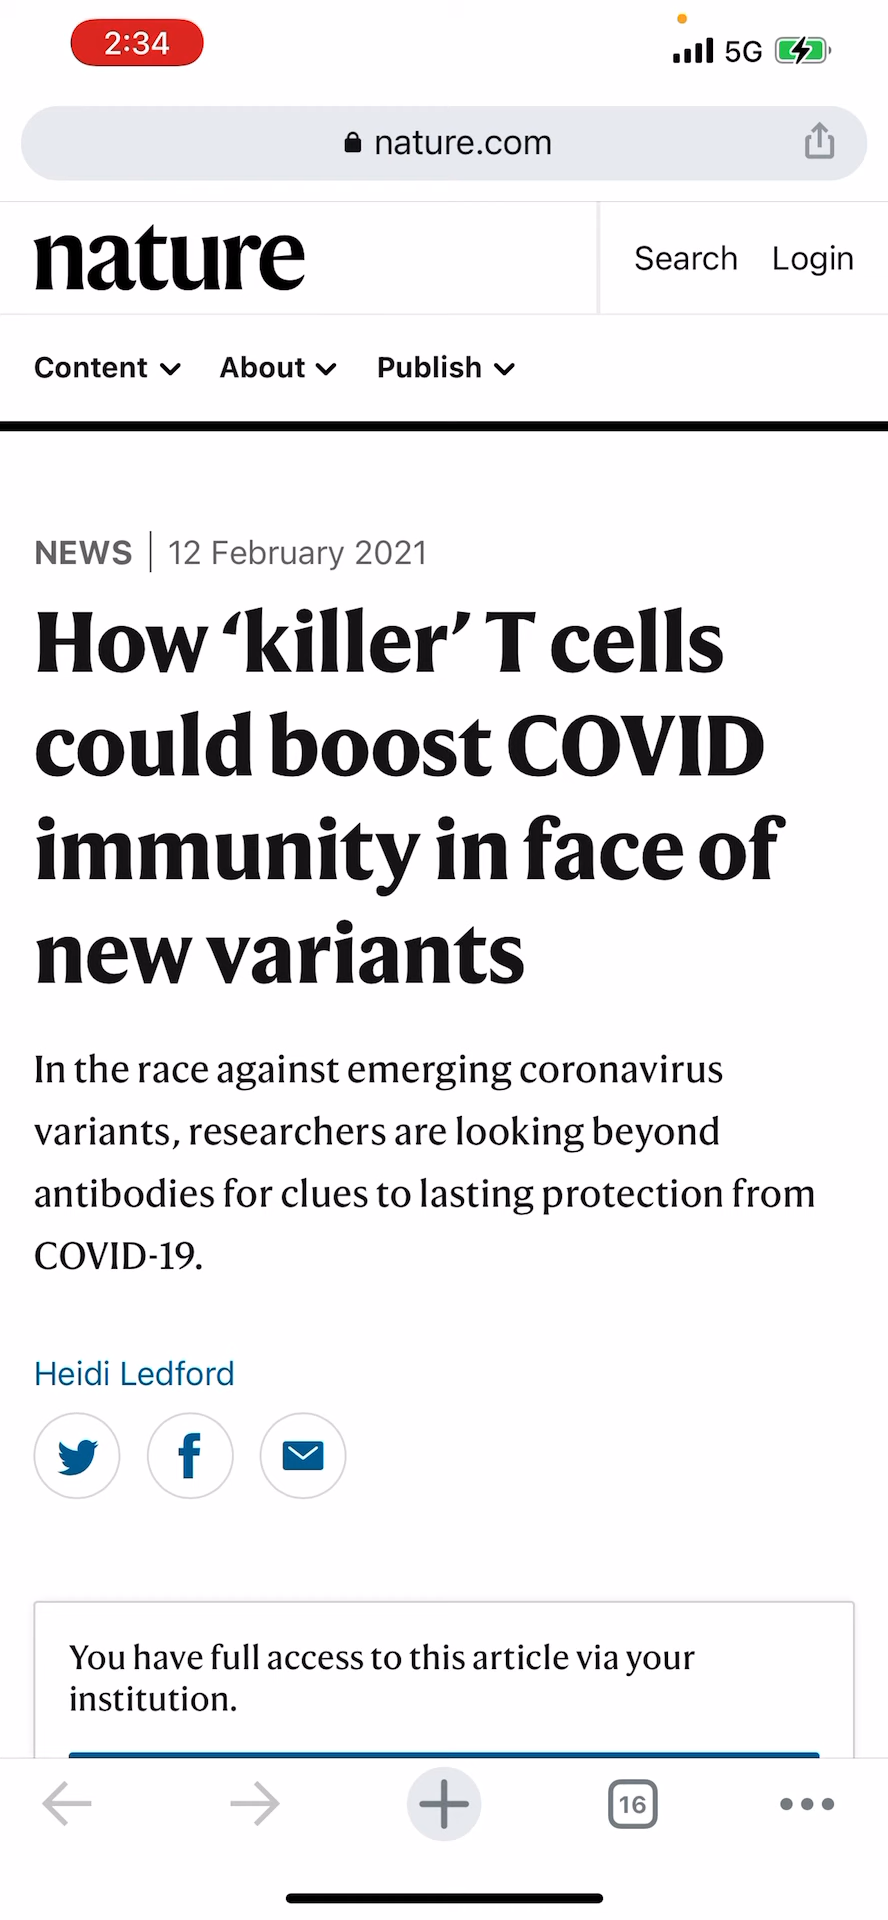 2:34
5G
nature.com
nature
Search Login
Content About Publish
NEWS | 12 February 2021
How ‘killer’ T cells
could boost COVID
immunity in face of
new variants
In the race against emerging coronavirus
variants, researchers are looking beyond
antibodies for clues to lasting protection from
COVID-19.
Heidi Ledford
You have full access to this article via your
institution.
16